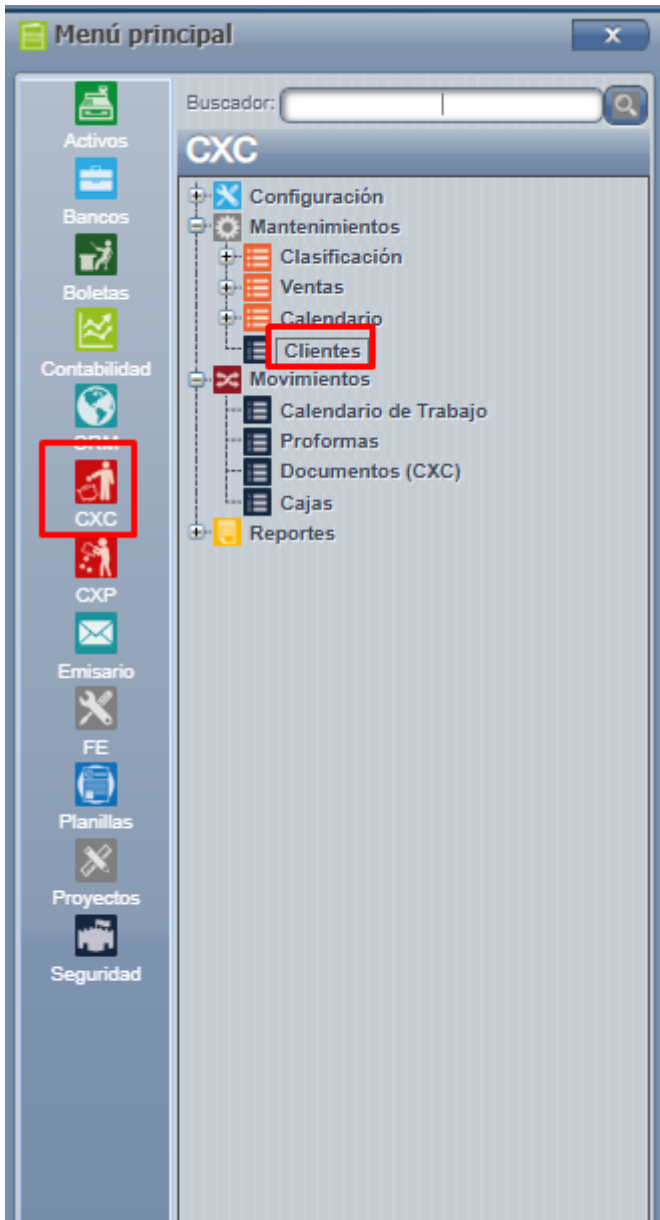 Menú principal
x
Activos
Bancos
Boletas
Contabilidad
CRM
CXC
CXP
Emisario
FE
Planillas
Proyectos
Seguridad
Buscador:
CXC
Configuración
Mantenimientos
Clasificación
Ventas
Calendario
Clientes
Movimientos
Calendario de Trabajo
Proformas
Documentos (CXC)
Cajas
Reportes